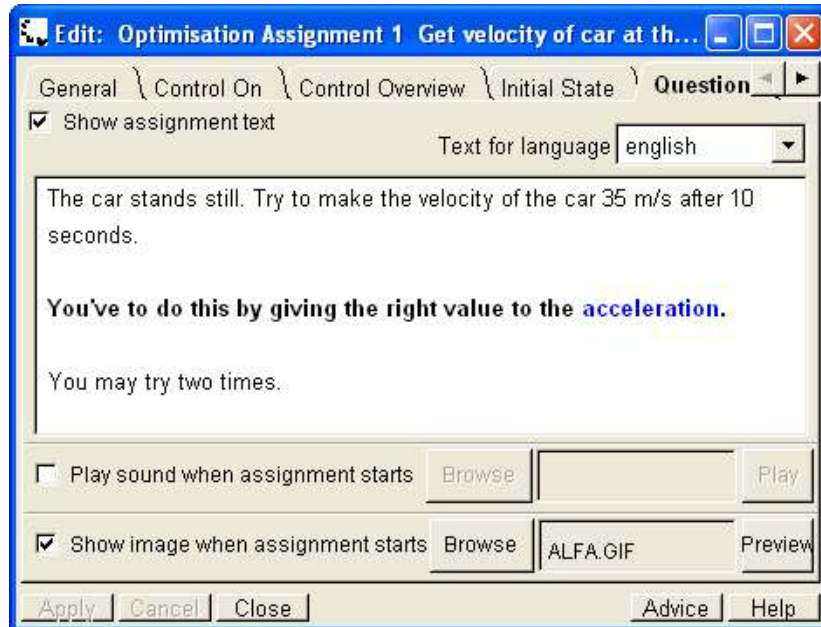 Edit: Optimisation Assignment 1 Get velocity of car at th...
General Control On Control Overview Initial State Question
Show assignment text
Text for language english
The car stands still. Try to make the velocity of the car 35 m/s after 10
seconds.
You've to do this by giving the right value to the acceleration.
You may try two times.
Play sound when assignment starts Browse Play
Show image when assignment starts Browse ALFA.GIF Preview
Apply Cancel Close Advice Help